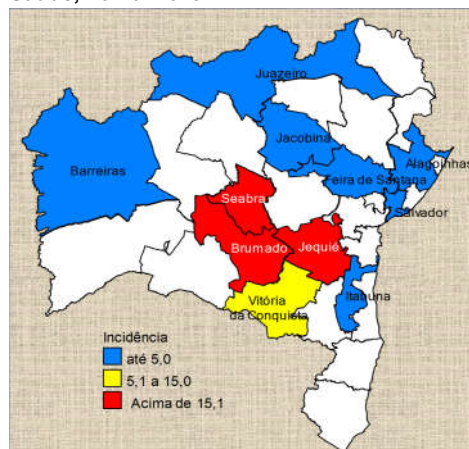 Juazeiro
Jacobina
Barreiras
Alagoinhas
Feira de Santana
Seabra
Salvador
Brumado
Jequié
Itabuna
Vitória
da Conquista
Incidência
até 5,0
5,1 a 15,0
Acima de 15,1